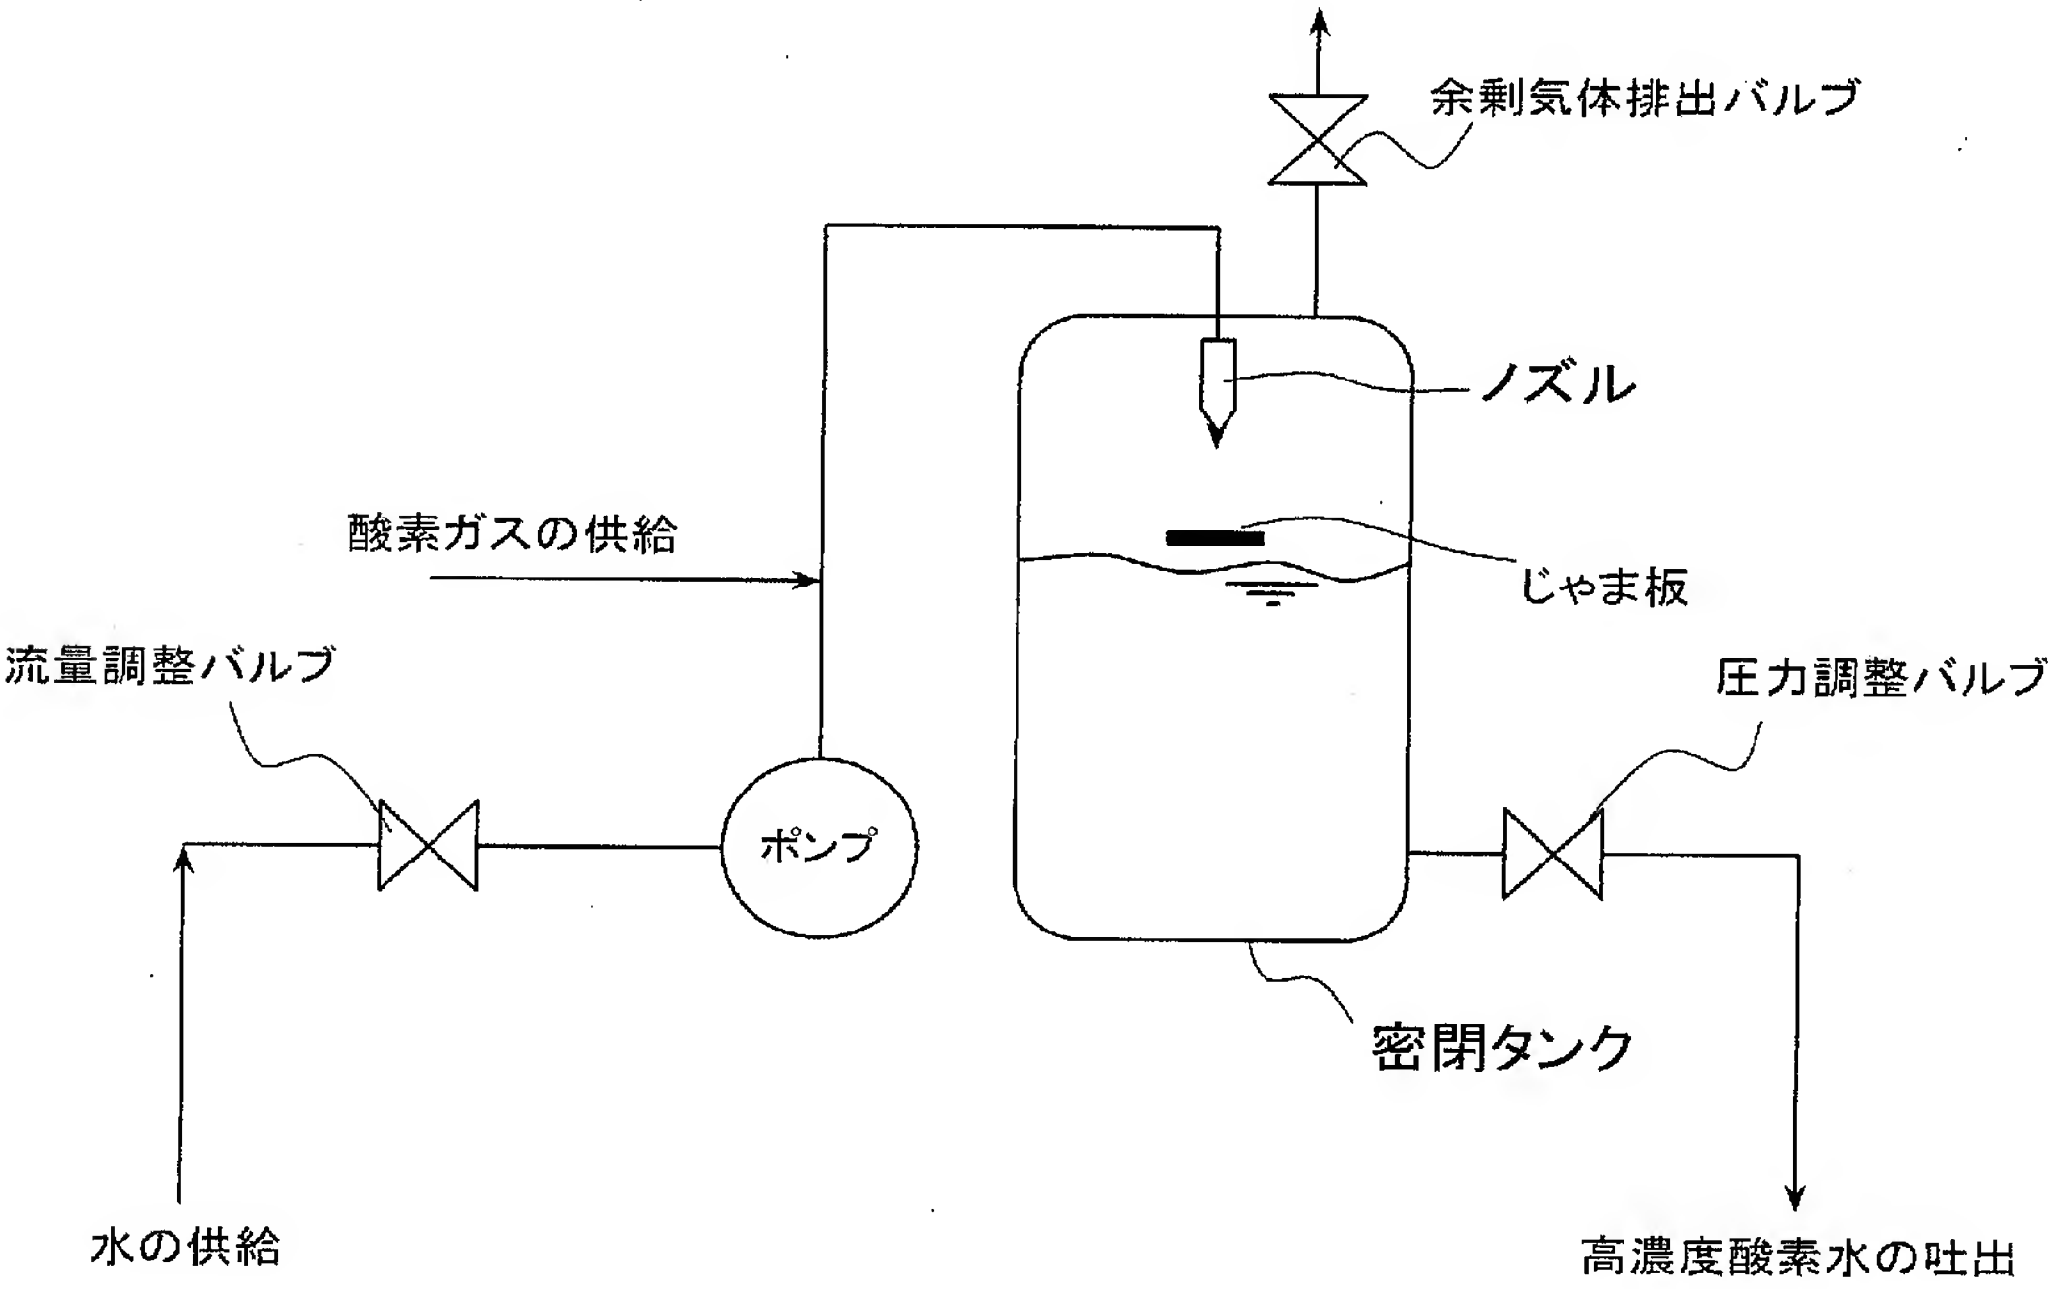 余剰気体排出バルブ
ノズル
酸素ガスの供給
じゃま板
流量調整バルブ
圧力調整バルブ
ポンプ
密閉タンク
水の供給
高濃度酸素水の吐出